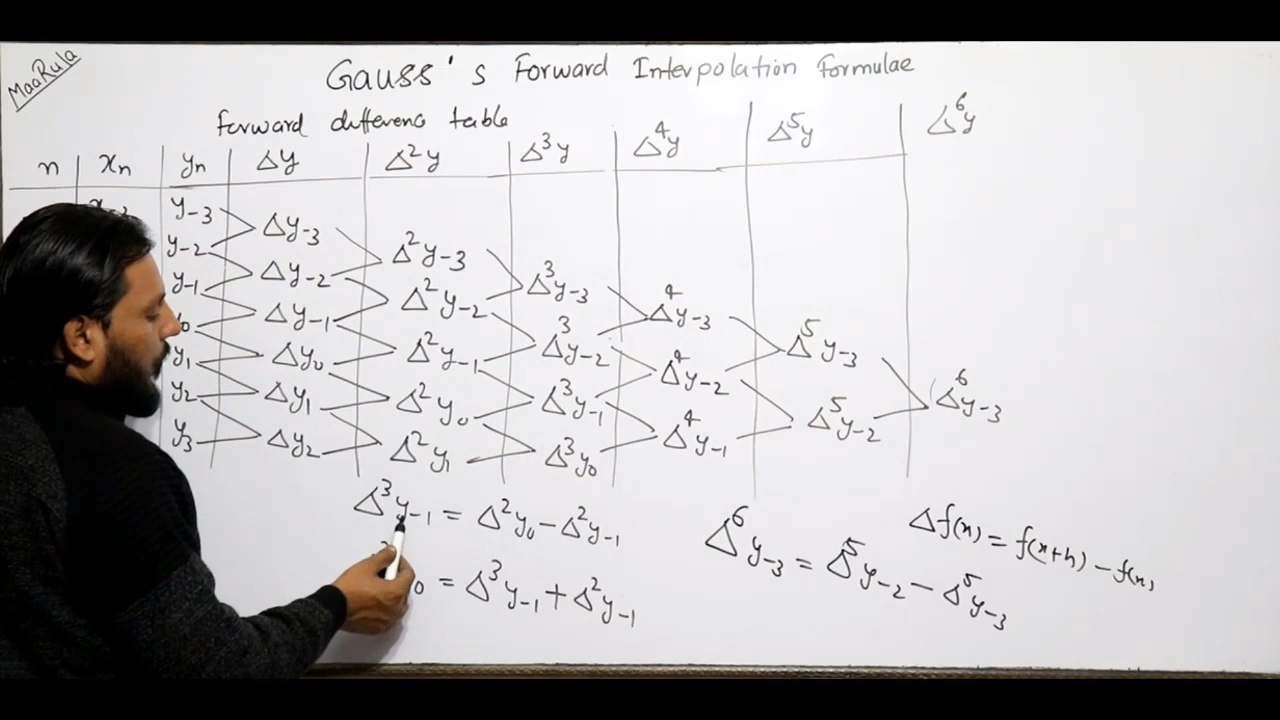 MaaRula
Gauss's Forward Interpolation Formulae
Forward differenc table
n xₙ yₙ Δy Δ²y Δ³y Δ⁴y Δ⁵y Δ⁶y
y₋₃
Δy₋₃
y₋₂ Δ²y₋₃
Δy₋₂ Δ³y₋₃
y₋₁ Δ²y₋₂ Δ⁴y₋₃
Δy₋₁ Δ³y₋₂ Δ⁵y₋₃
Δ²y₋₁ Δ⁴y₋₂ Δ⁶y₋₃
Δy₀ Δ³y₋₁ Δ⁵y₋₂
y₁ Δ²y₀ Δ⁴y₋₁
Δy₁ Δ³y₀
y₂ Δ²y₁
Δy₂
y₃
Δ³y₋₁ = Δ²y₀ − Δ²y₋₁
₀ = Δ³y₋₁ + Δ²y₋₁
Δ⁶y₋₃ = Δ⁵y₋₂ − Δ⁵y₋₃
Δf(x) = f(x+h) − f(x)